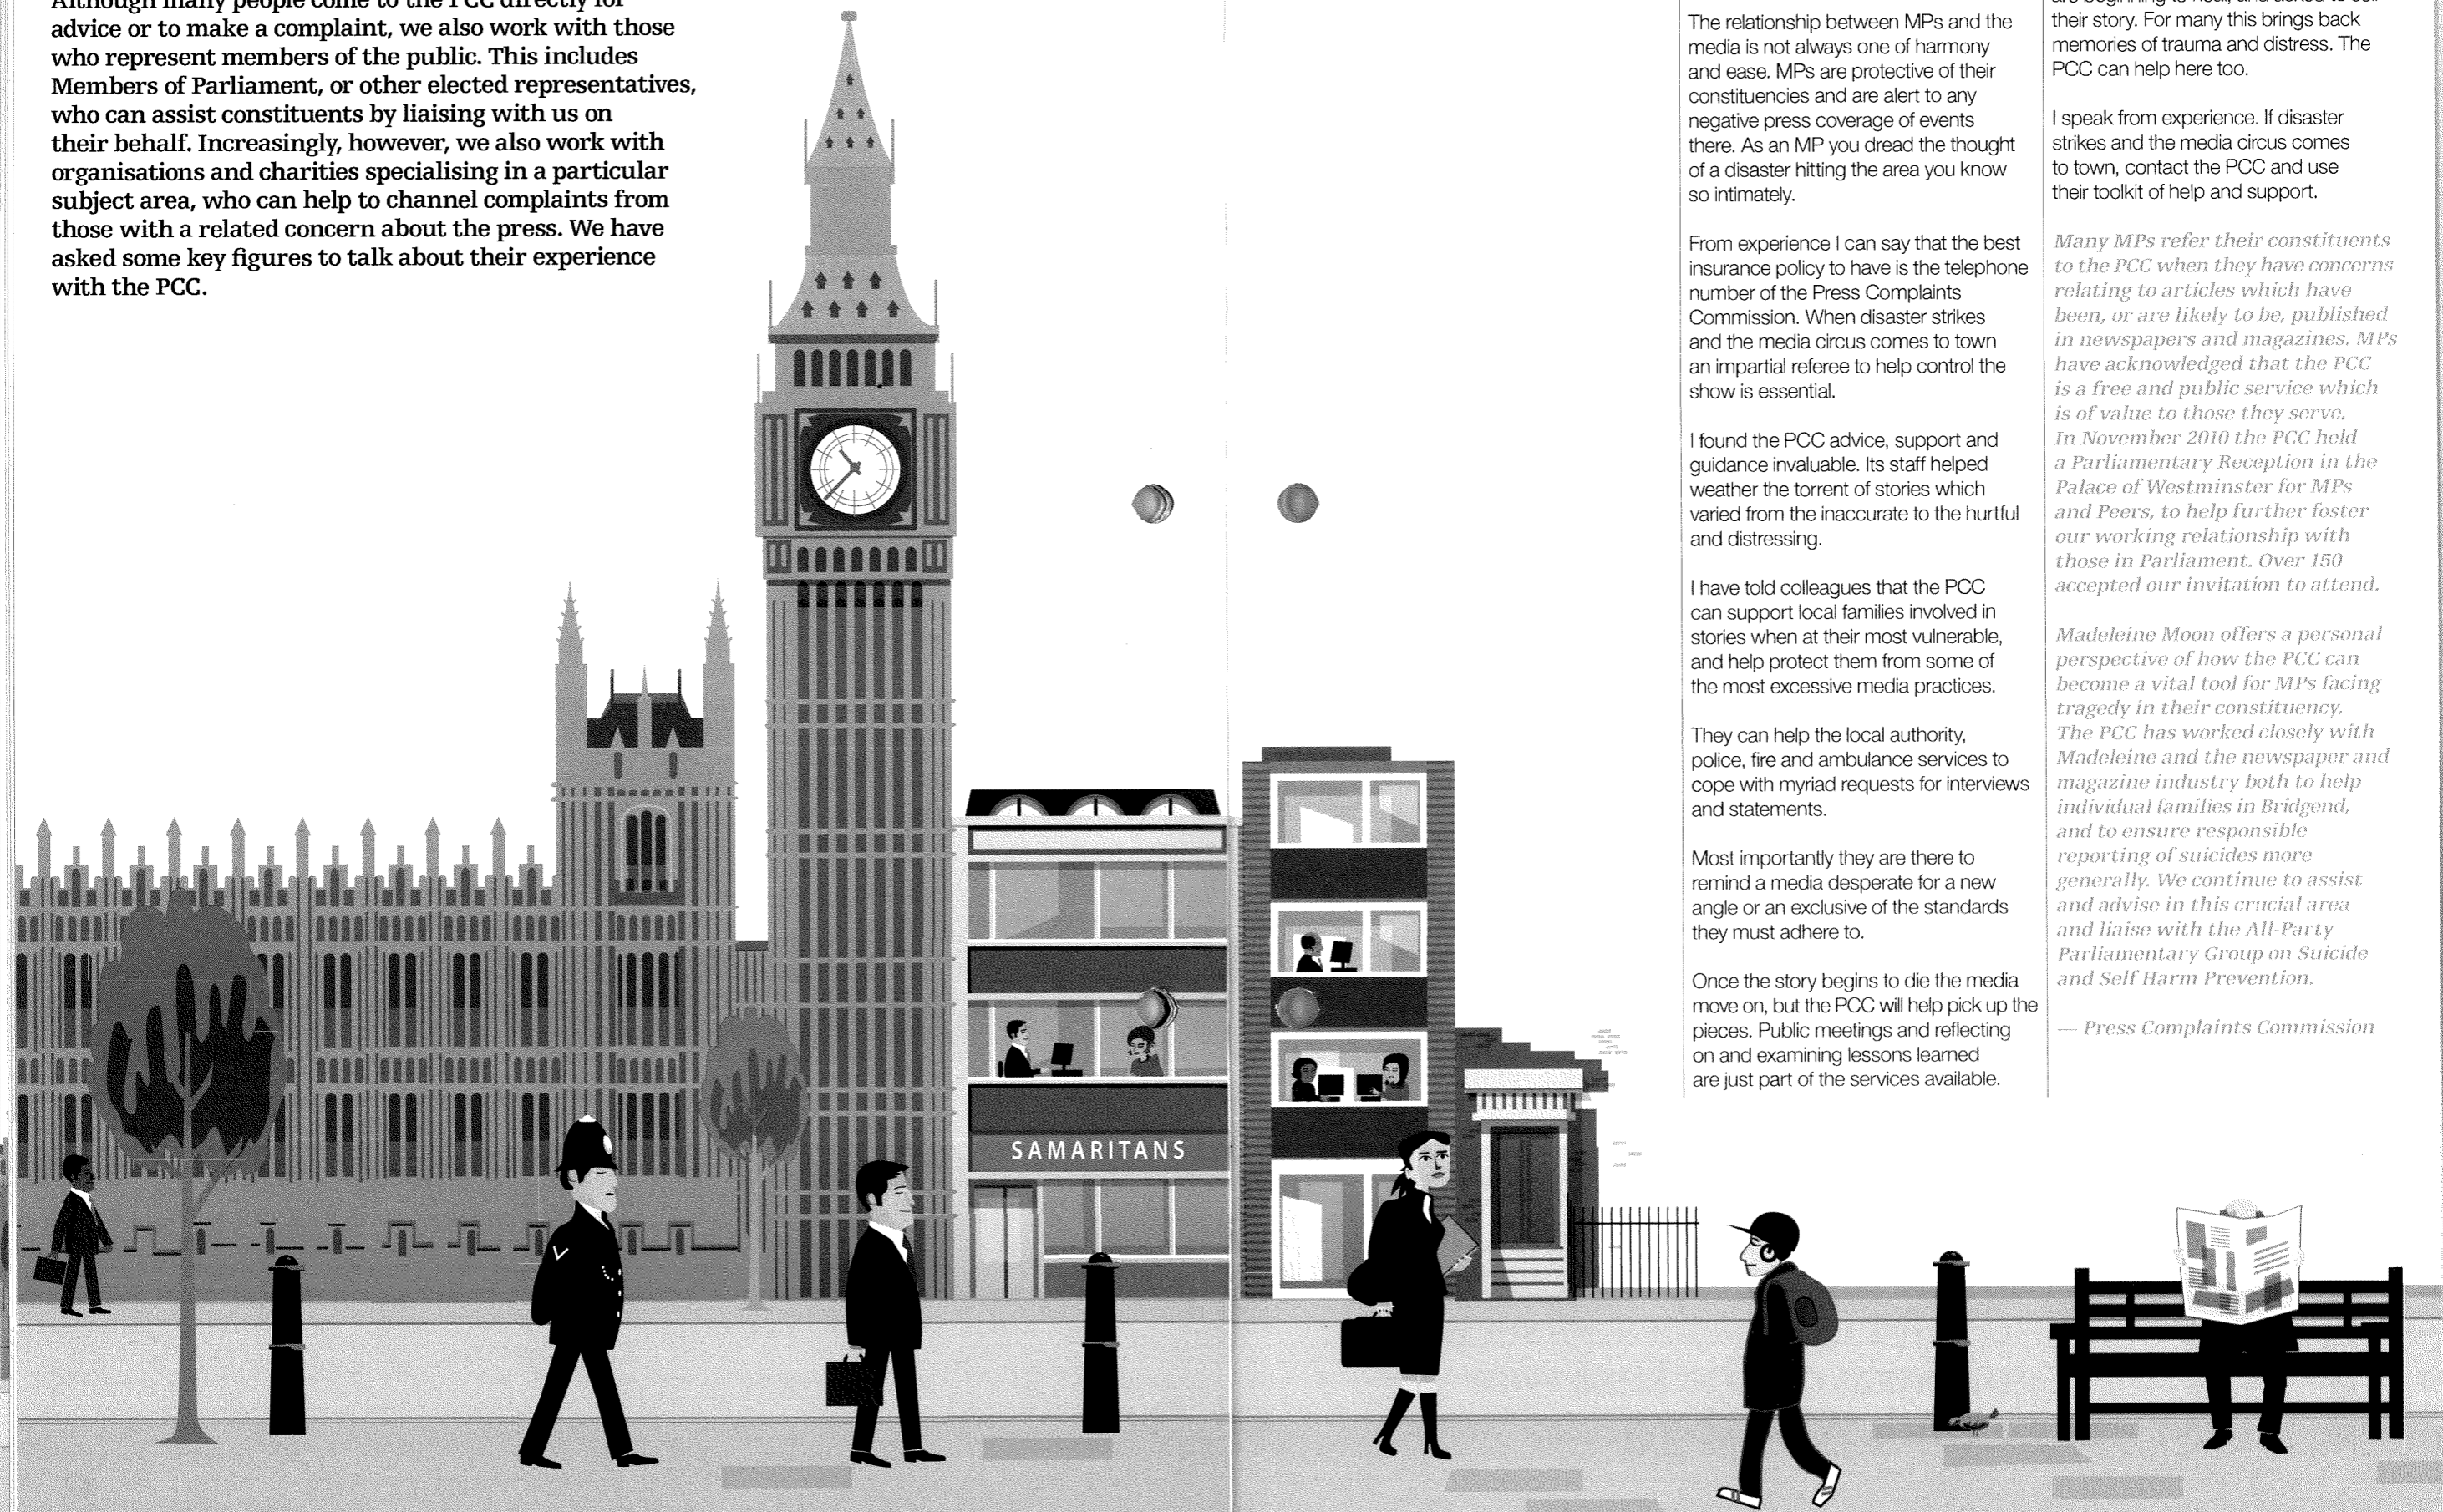 Although many people come to the PCC directly for
advice or to make a complaint, we also work with those
who represent members of the public. This includes
Members of Parliament, or other elected representatives,
who can assist constituents by liaising with us on
their behalf. Increasingly, however, we also work with
organisations and charities specialising in a particular
subject area, who can help to channel complaints from
those with a related concern about the press. We have
asked some key figures to talk about their experience
with the PCC.
SAMARITANS
The relationship between MPs and the
media is not always one of harmony
and ease. MPs are protective of their
constituencies and are alert to any
negative press coverage of events
there. As an MP you dread the thought
of a disaster hitting the area you know
so intimately.
From experience I can say that the best
insurance policy to have is the telephone
number of the Press Complaints
Commission. When disaster strikes
and the media circus comes to town
an impartial referee to help control the
show is essential.
I found the PCC advice, support and
guidance invaluable. Its staff helped
weather the torrent of stories which
varied from the inaccurate to the hurtful
and distressing.
I have told colleagues that the PCC
can support local families involved in
stories when at their most vulnerable,
and help protect them from some of
the most excessive media practices.
They can help the local authority,
police, fire and ambulance services to
cope with myriad requests for interviews
and statements.
Most importantly they are there to
remind a media desperate for a new
angle or an exclusive of the standards
they must adhere to.
Once the story begins to die the media
move on, but the PCC will help pick up the
pieces. Public meetings and reflecting
on and examining lessons learned
are just part of the services available.
their story. For many this brings back
memories of trauma and distress. The
PCC can help here too.
I speak from experience. If disaster
strikes and the media circus comes
to town, contact the PCC and use
their toolkit of help and support.
Many MPs refer their constituents
to the PCC when they have concerns
relating to articles which have
been, or are likely to be, published
in newspapers and magazines. MPs
have acknowledged that the PCC
is a free and public service which
is of value to those they serve.
In November 2010 the PCC held
a Parliamentary Reception in the
Palace of Westminster for MPs
and Peers, to help further foster
our working relationship with
those in Parliament. Over 150
accepted our invitation to attend.
Madeleine Moon offers a personal
perspective of how the PCC can
become a vital tool for MPs facing
tragedy in their constituency.
The PCC has worked closely with
Madeleine and the newspaper and
magazine industry both to help
individual families in Bridgend,
and to ensure responsible
reporting of suicides more
generally. We continue to assist
and advise in this crucial area
and liaise with the All-Party
Parliamentary Group on Suicide
and Self Harm Prevention.
— Press Complaints Commission